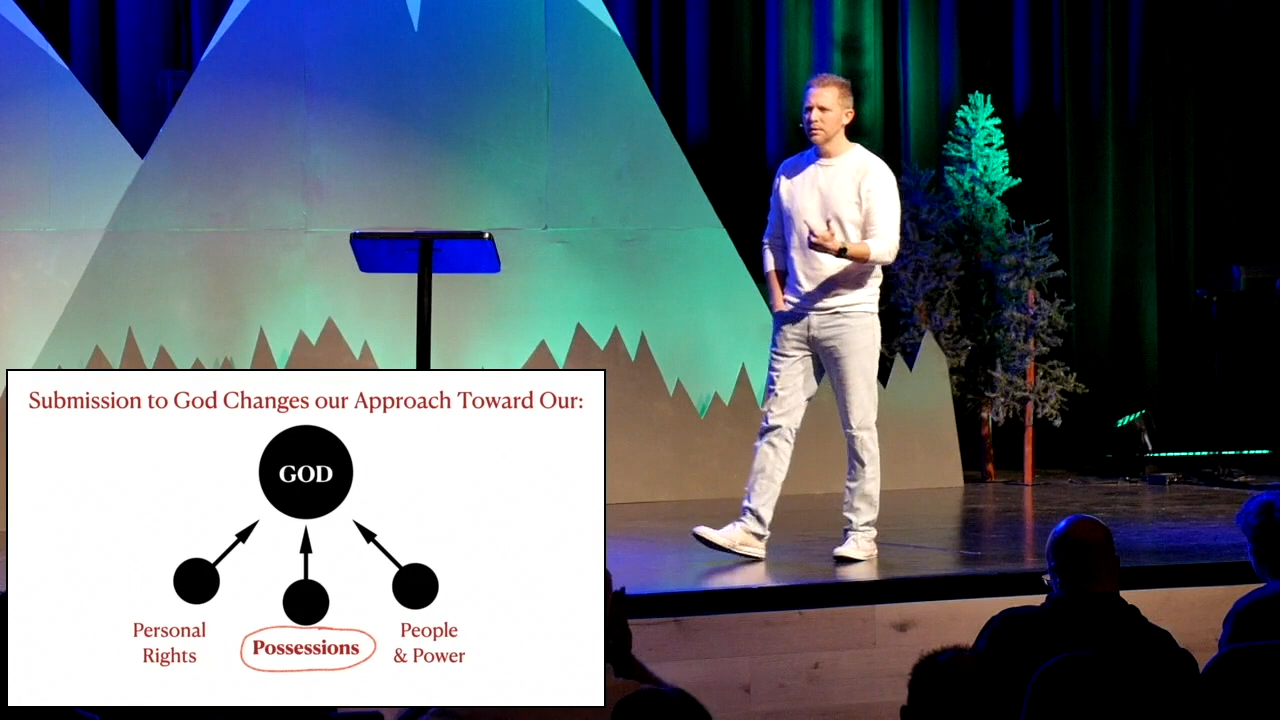 Submission to God Changes our Approach Toward Our:
GOD
Personal
Rights
Possessions
People
& Power